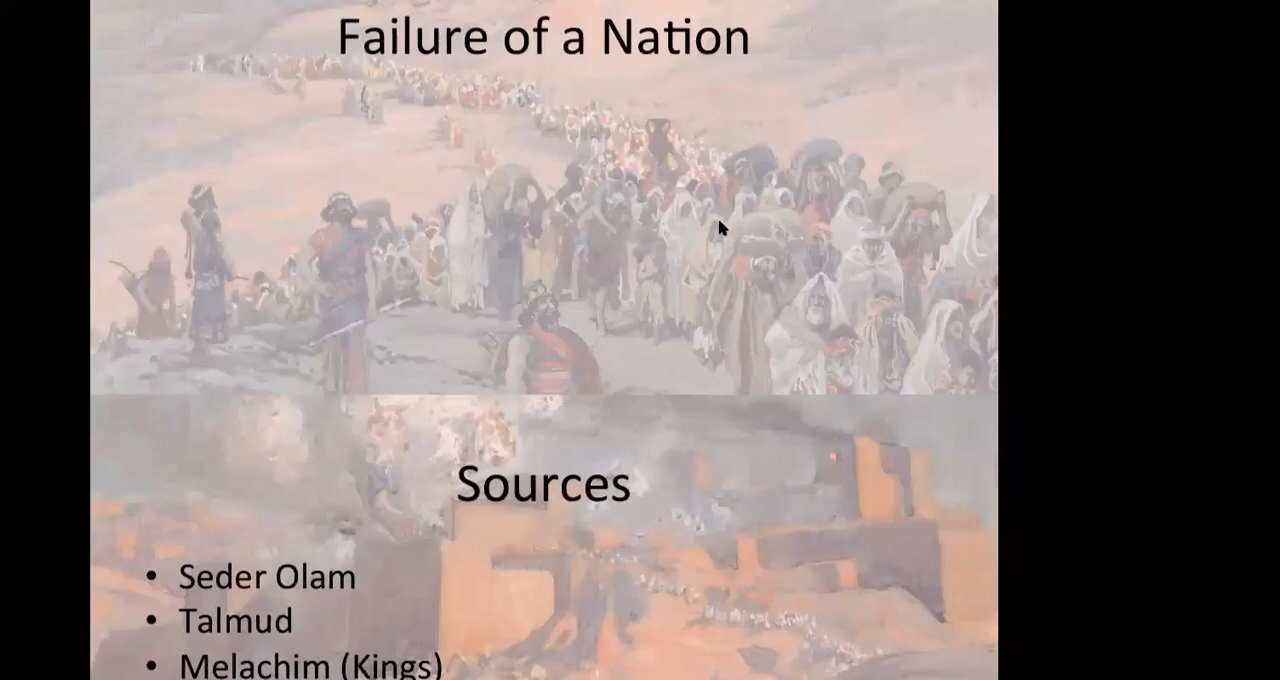 Failure of a Nation
Sources
• Seder Olam
• Talmud
• Melachim (Kings)